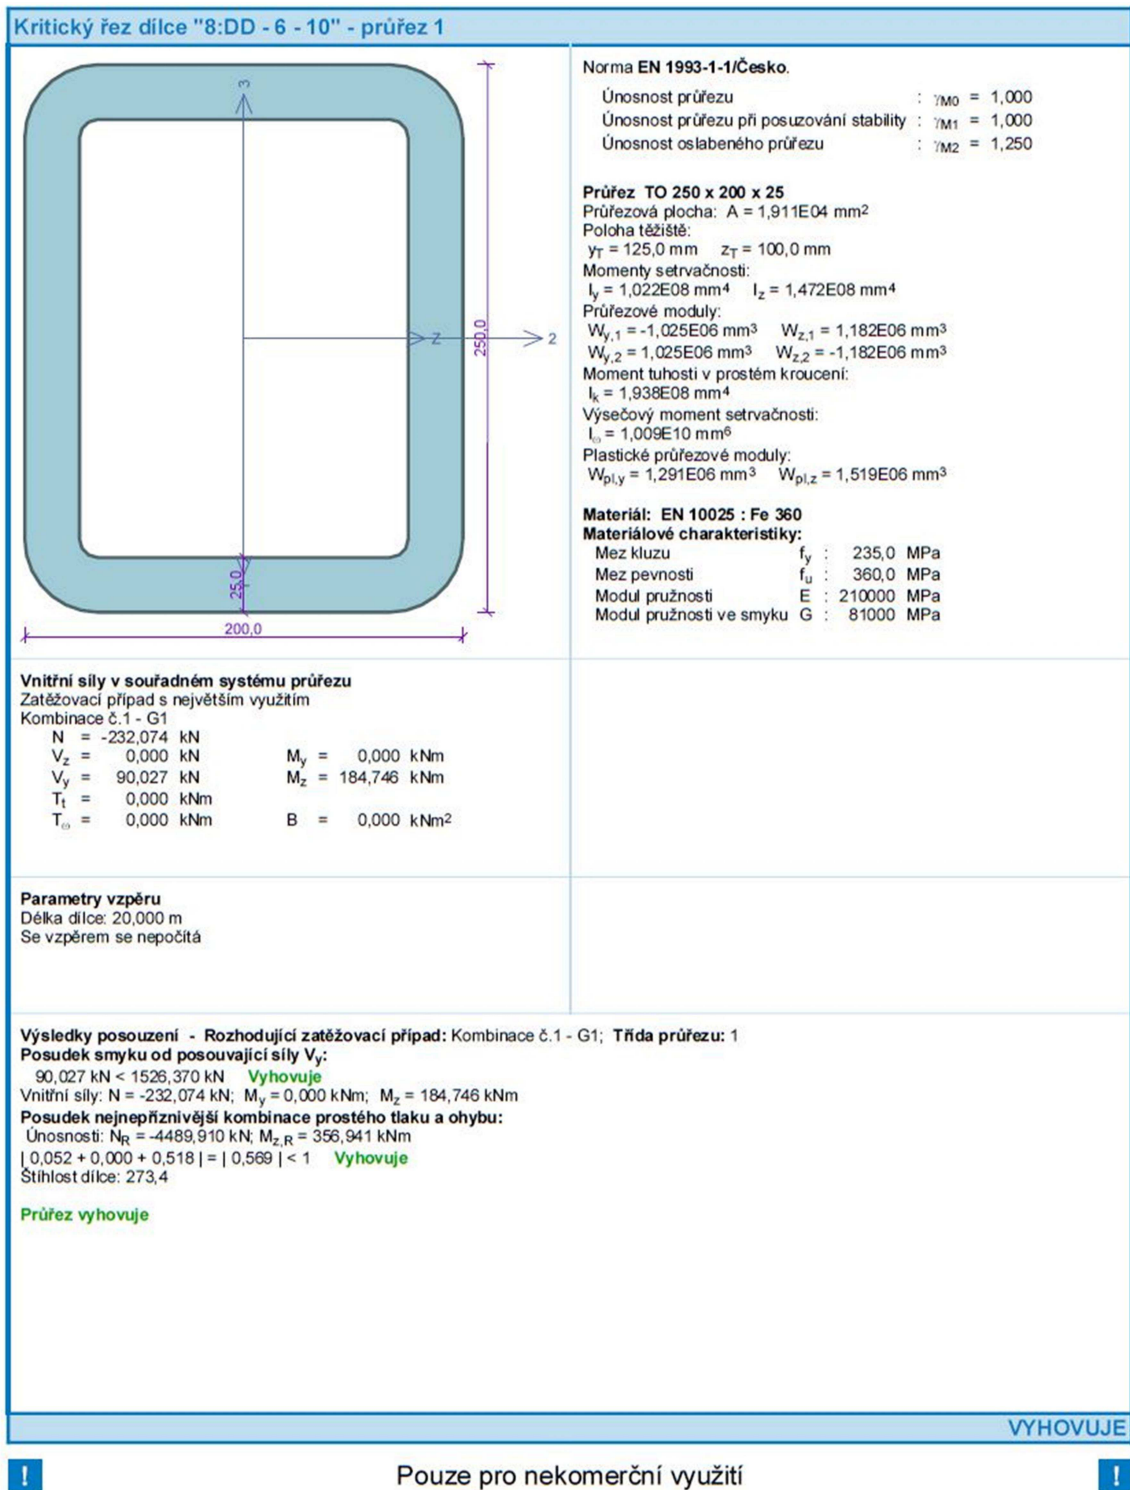 Kritický řez dílce "8:DD - 6 - 10" - průřez 1
3
Z
2
250,0
25,0
200,0
Norma EN 1993-1-1/Česko.
Únosnost průřezu : γM0 = 1,000
Únosnost průřezu při posuzování stability : γM1 = 1,000
Únosnost oslabeného průřezu : γM2 = 1,250
Průřez TO 250 x 200 x 25
Průřezová plocha: A = 1,911E04 mm²
Poloha těžiště:
yT = 125,0 mm zT = 100,0 mm
Momenty setrvačnosti:
Iy = 1,022E08 mm⁴ Iz = 1,472E08 mm⁴
Průřezové moduly:
Wy,1 = -1,025E06 mm³ Wz,1 = 1,182E06 mm³
Wy,2 = 1,025E06 mm³ Wz,2 = -1,182E06 mm³
Moment tuhosti v prostém kroucení:
Ik = 1,938E08 mm⁴
Výsečový moment setrvačnosti:
Iω = 1,009E10 mm⁶
Plastické průřezové moduly:
Wpl,y = 1,291E06 mm³ Wpl,z = 1,519E06 mm³
Materiál: EN 10025 : Fe 360
Materiálové charakteristiky:
Mez kluzu fy : 235,0 MPa
Mez pevnosti fu : 360,0 MPa
Modul pružnosti E : 210000 MPa
Modul pružnosti ve smyku G : 81000 MPa
Vnitřní síly v souřadném systému průřezu
Zatěžovací případ s největším využitím
Kombinace č.1 - G1
N = -232,074 kN
Vz = 0,000 kN My = 0,000 kNm
Vy = 90,027 kN Mz = 184,746 kNm
Tt = 0,000 kNm
Tω = 0,000 kNm B = 0,000 kNm²
Parametry vzpěru
Délka dílce: 20,000 m
Se vzpěrem se nepočítá
Výsledky posouzení - Rozhodující zatěžovací případ: Kombinace č.1 - G1; Třída průřezu: 1
Posudek smyku od posouvající síly Vy:
90,027 kN < 1526,370 kN Vyhovuje
Vnitřní síly: N = -232,074 kN; My = 0,000 kNm; Mz = 184,746 kNm
Posudek nejnepříznivější kombinace prostého tlaku a ohybu:
Únosnosti: NR = -4489,910 kN; Mz,R = 356,941 kNm
| 0,052 + 0,000 + 0,518 | = | 0,569 | < 1 Vyhovuje
Štíhlost dílce: 273,4
Průřez vyhovuje
VYHOVUJE
! Pouze pro nekomerční využití !